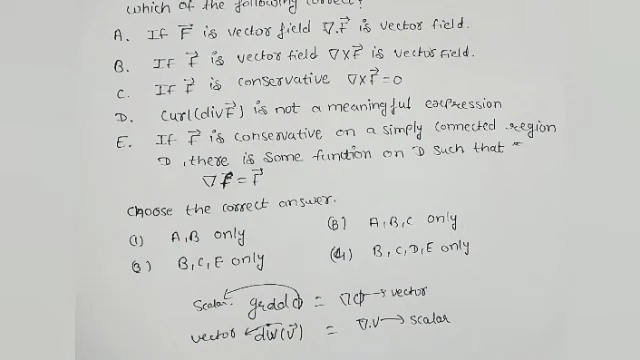 which of the following correct?
A. If F⃗ is vector field ∇.F⃗ is vector field.
B. If F⃗ is vector field ∇×F⃗ is vector field.
C. If F⃗ is conservative ∇×F⃗=0
D. curl(divF⃗) is not a meaningful expression
E. If F⃗ is conservative on a simply connected region
D, there is some function on D such that
∇F=F⃗
choose the correct answer.
(1) A,B only (B) A,B,C only
(3) B,C,E only (4) B,C,D,E only
Scalar grddϕ = ∇ϕ → vector
vector div(v⃗) = ∇.v → scalar